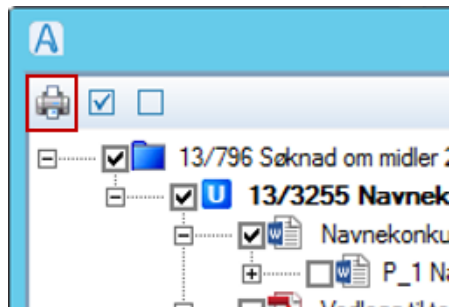 A
13/796 Søknad om midler 2
U 13/3255 Navnek
W Navnekonku
W P_1 Na